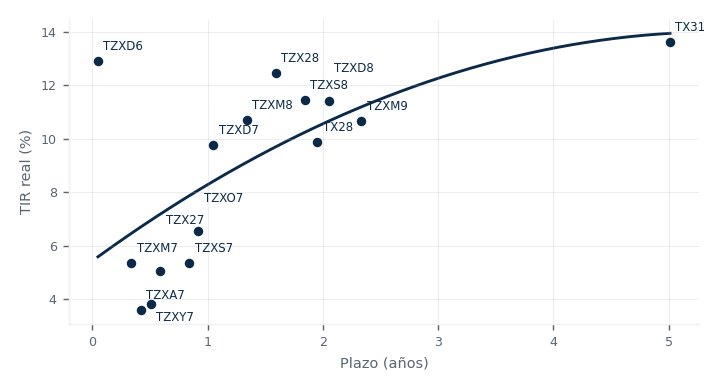 14
12
10
8
6
4
TIR real (%)
TX31
TZXD6
TZX28
TZXD8
TZXS8
TZXM8
TZXM9
TZXD7
TX28
TZXO7
TZX27
TZXM7
TZXS7
TZXA7
TZXY7
0
1
2
3
4
5
Plazo (años)